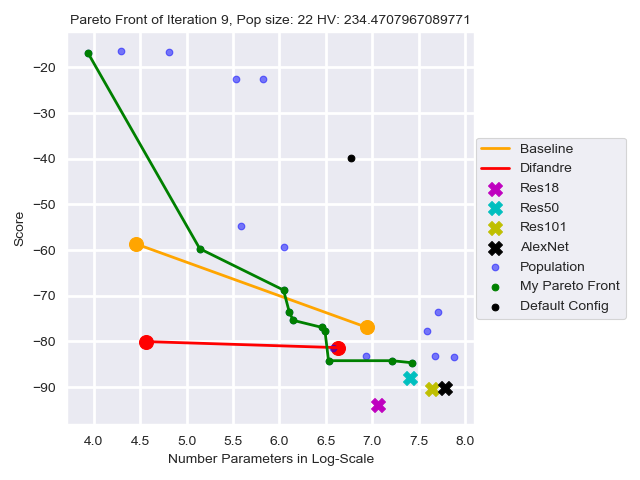 Pareto Front of Iteration 9, Pop size: 22 HV: 234.4707967089771
−20
−30
−40
−50
−60
−70
−80
−90
Score
4.0 4.5 5.0 5.5 6.0 6.5 7.0 7.5 8.0
Number Parameters in Log-Scale
Baseline
Difandre
Res18
Res50
Res101
AlexNet
Population
My Pareto Front
Default Config